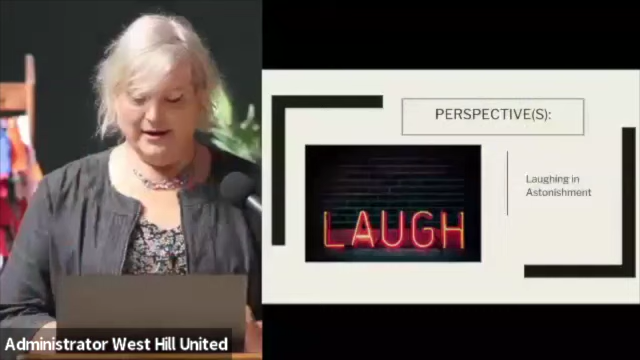 PERSPECTIVE(S):
LAUGH
Laughing in
Astonishment
Administrator West Hill United